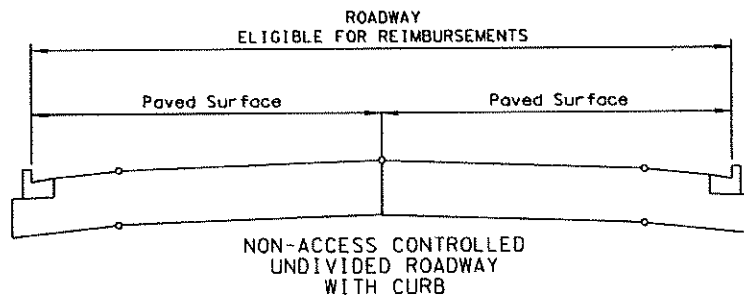 ROADWAY
ELIGIBLE FOR REIMBURSEMENTS
Paved Surface
Paved Surface
NON-ACCESS CONTROLLED
UNDIVIDED ROADWAY
WITH CURB